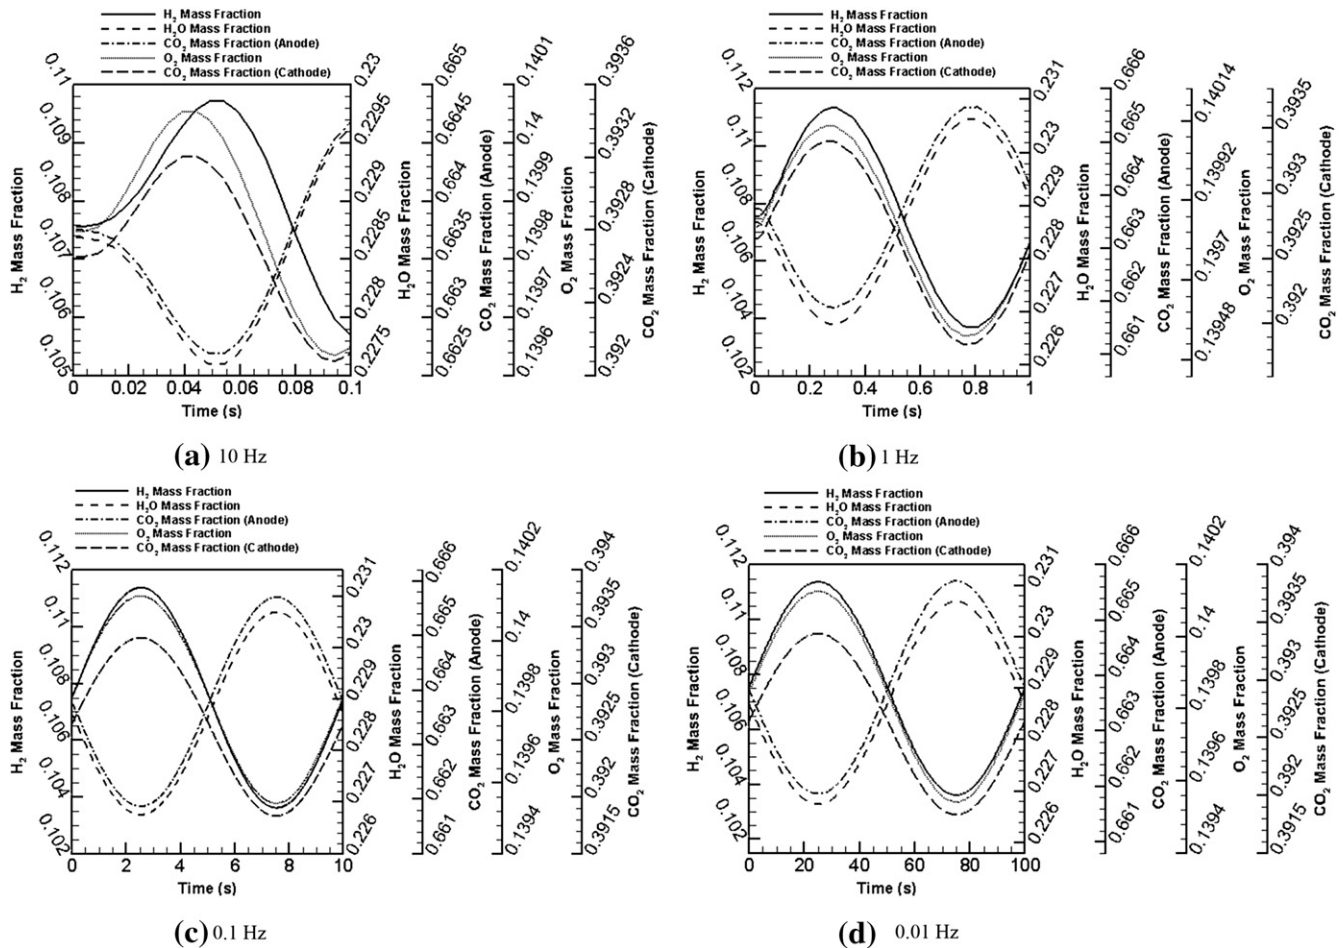 H₂ Mass Fraction
H₂O Mass Fraction
CO₂ Mass Fraction (Anode)
O₂ Mass Fraction
CO₂ Mass Fraction (Cathode)
H₂ Mass Fraction
0.11
0.109
0.108
0.107
0.106
0.105
0 0.02 0.04 0.06 0.08 0.1
Time (s)
0.23
0.2295
0.229
0.2285
0.228
0.2275
H₂O Mass Fraction
0.665
0.6645
0.664
0.6635
0.663
0.6625
CO₂ Mass Fraction (Anode)
0.1401
0.14
0.1399
0.1398
0.1397
0.1396
O₂ Mass Fraction
0.3936
0.3932
0.3928
0.3924
0.392
CO₂ Mass Fraction (Cathode)
(a) 10 Hz
H₂ Mass Fraction
H₂O Mass Fraction
CO₂ Mass Fraction (Anode)
O₂ Mass Fraction
CO₂ Mass Fraction (Cathode)
H₂ Mass Fraction
0.112
0.11
0.108
0.106
0.104
0.102
0 0.2 0.4 0.6 0.8 1
Time (s)
0.231
0.23
0.229
0.228
0.227
0.226
H₂O Mass Fraction
0.666
0.665
0.664
0.663
0.662
0.661
CO₂ Mass Fraction (Anode)
0.14014
0.13992
0.1397
0.13948
O₂ Mass Fraction
0.3935
0.393
0.3925
0.392
CO₂ Mass Fraction (Cathode)
(b) 1 Hz
H₂ Mass Fraction
H₂O Mass Fraction
CO₂ Mass Fraction (Anode)
O₂ Mass Fraction
CO₂ Mass Fraction (Cathode)
H₂ Mass Fraction
0.112
0.11
0.108
0.106
0.104
0.102
0 2 4 6 8 10
Time (s)
0.231
0.23
0.229
0.228
0.227
0.226
H₂O Mass Fraction
0.666
0.665
0.664
0.663
0.662
0.661
CO₂ Mass Fraction (Anode)
0.1402
0.14
0.1398
0.1396
0.1394
O₂ Mass Fraction
0.394
0.3935
0.393
0.3925
0.392
0.3915
CO₂ Mass Fraction (Cathode)
(c) 0.1 Hz
H₂ Mass Fraction
H₂O Mass Fraction
CO₂ Mass Fraction (Anode)
O₂ Mass Fraction
CO₂ Mass Fraction (Cathode)
H₂ Mass Fraction
0.112
0.11
0.108
0.106
0.104
0.102
0 20 40 60 80 100
Time (s)
0.231
0.23
0.229
0.228
0.227
0.226
H₂O Mass Fraction
0.666
0.665
0.664
0.663
0.662
0.661
CO₂ Mass Fraction (Anode)
0.1402
0.14
0.1398
0.1396
0.1394
O₂ Mass Fraction
0.394
0.3935
0.393
0.3925
0.392
0.3915
CO₂ Mass Fraction (Cathode)
(d) 0.01 Hz